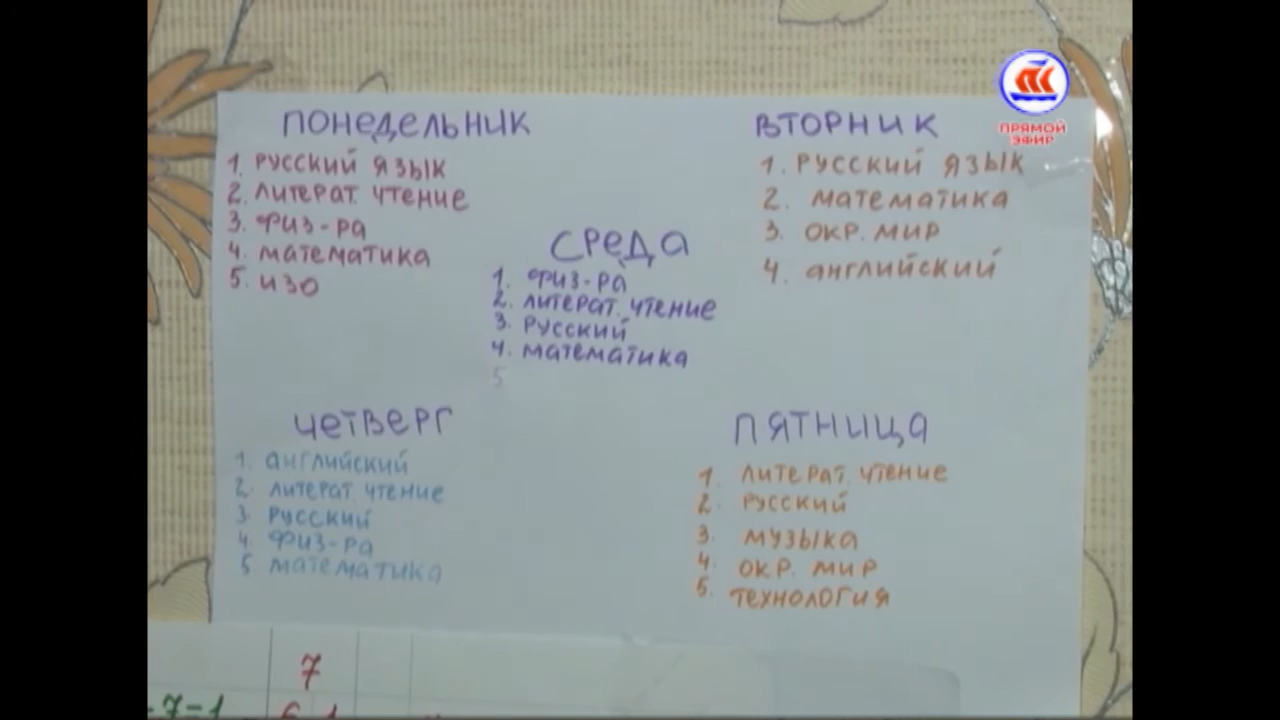 ПОНЕДЕЛЬНИК
1. РУССКИЙ ЯЗЫК
2. ЛИТЕРАТ. ЧТЕНИЕ
3. ФИЗ-РА
4. МАТЕМАТИКА
5. ИЗО
ВТОРНИК
1. РУССКИЙ ЯЗЫК
2. МАТЕМАТИКА
3. ОКР. МИР
4. АНГЛИЙСКИЙ
СРЕДА
1. ФИЗ-РА
2. ЛИТЕРАТ. ЧТЕНИЕ
3. РУССКИЙ
4. МАТЕМАТИКА
5
ЧЕТВЕРГ
1. АНГЛИЙСКИЙ
2. ЛИТЕРАТ. ЧТЕНИЕ
3. РУССКИЙ
4. ФИЗ-РА
5 МАТЕМАТИКА
ПЯТНИЦА
1. ЛИТЕРАТ. ЧТЕНИЕ
2. РУССКИЙ
3. МУЗЫКА
4. ОКР. МИР
5. ТЕХНОЛОГИЯ
ПРЯМОЙ
ЭФИР
7
-7=1